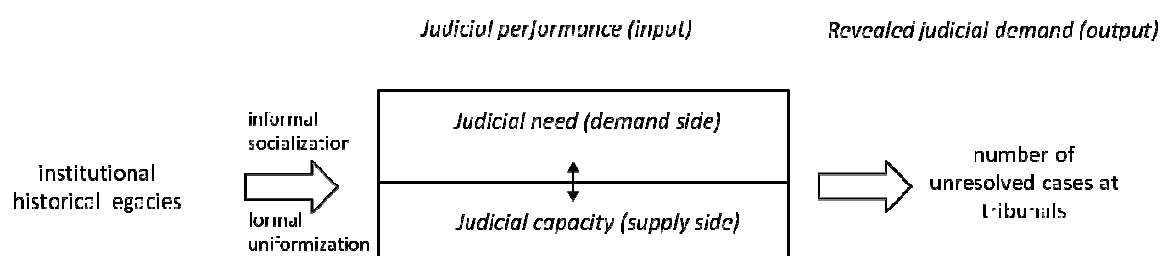 Judicial performance (input)
Revealed judicial demand (output)
informal
socialization
institutional
historical legacies
formal
uniformization
Judicial need (demand side)
Judicial capacity (supply side)
number of
unresolved cases at
tribunals